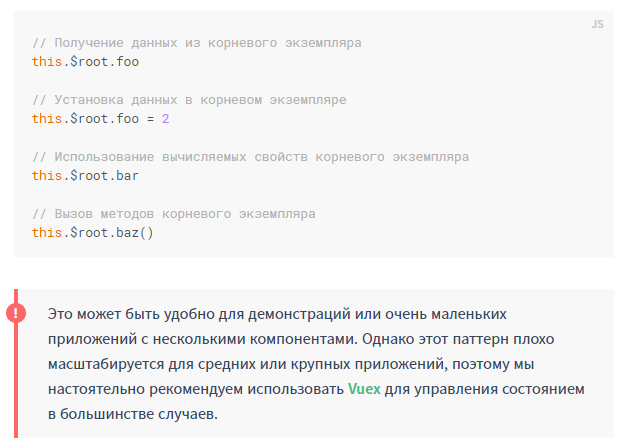 JS
// Получение данных из корневого экземпляра
this.$root.foo
// Установка данных в корневом экземпляре
this.$root.foo = 2
// Использование вычисляемых свойств корневого экземпляра
this.$root.bar
// Вызов методов корневого экземпляра
this.$root.baz()
!
Это может быть удобно для демонстраций или очень маленьких
приложений с несколькими компонентами. Однако этот паттерн плохо
масштабируется для средних или крупных приложений, поэтому мы
настоятельно рекомендуем использовать Vuex для управления состоянием
в большинстве случаев.